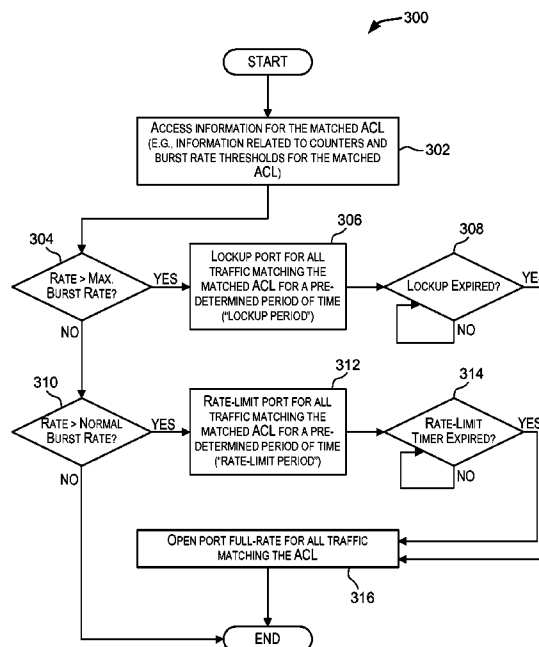 300
START
ACCESS INFORMATION FOR THE MATCHED ACL
(E.G., INFORMATION RELATED TO COUNTERS AND
BURST RATE THRESHOLDS FOR THE MATCHED
ACL)
302
304
RATE > MAX.
BURST RATE?
YES
NO
306
LOCKUP PORT FOR ALL
TRAFFIC MATCHING THE
MATCHED ACL FOR A PRE-
DETERMINED PERIOD OF TIME
("LOCKUP PERIOD")
308
LOCKUP EXPIRED?
YES
NO
310
RATE > NORMAL
BURST RATE?
YES
NO
312
RATE-LIMIT PORT FOR ALL
TRAFFIC MATCHING THE
MATCHED ACL FOR A PRE-
DETERMINED PERIOD OF TIME
("RATE-LIMIT PERIOD")
314
RATE-LIMIT
TIMER EXPIRED?
YES
NO
OPEN PORT FULL-RATE FOR ALL TRAFFIC
MATCHING THE ACL
316
END